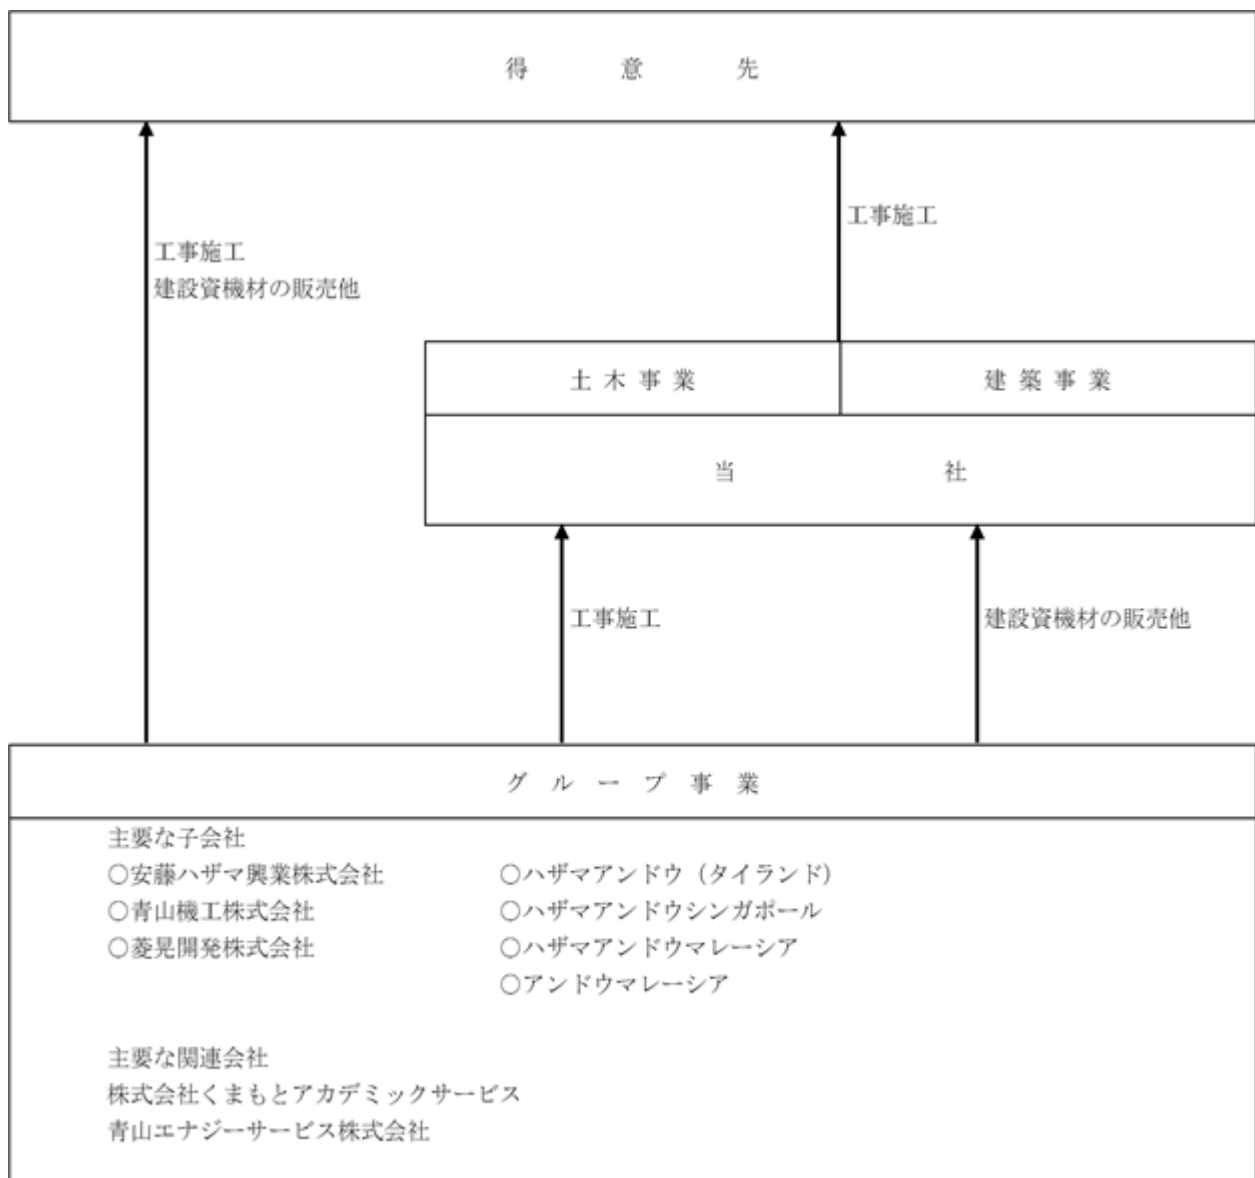 得意先
工事施工
工事施工
建設資機材の販売他
土木事業
建築事業
当社
工事施工
建設資機材の販売他
グループ事業
主要な子会社
○安藤ハザマ興業株式会社
○ハザマアンドウ（タイランド）
○青山機工株式会社
○ハザマアンドウシンガポール
○菱晃開発株式会社
○ハザマアンドウマレーシア
○アンドウマレーシア
主要な関連会社
株式会社くまもとアカデミックサービス
青山エナジーサービス株式会社